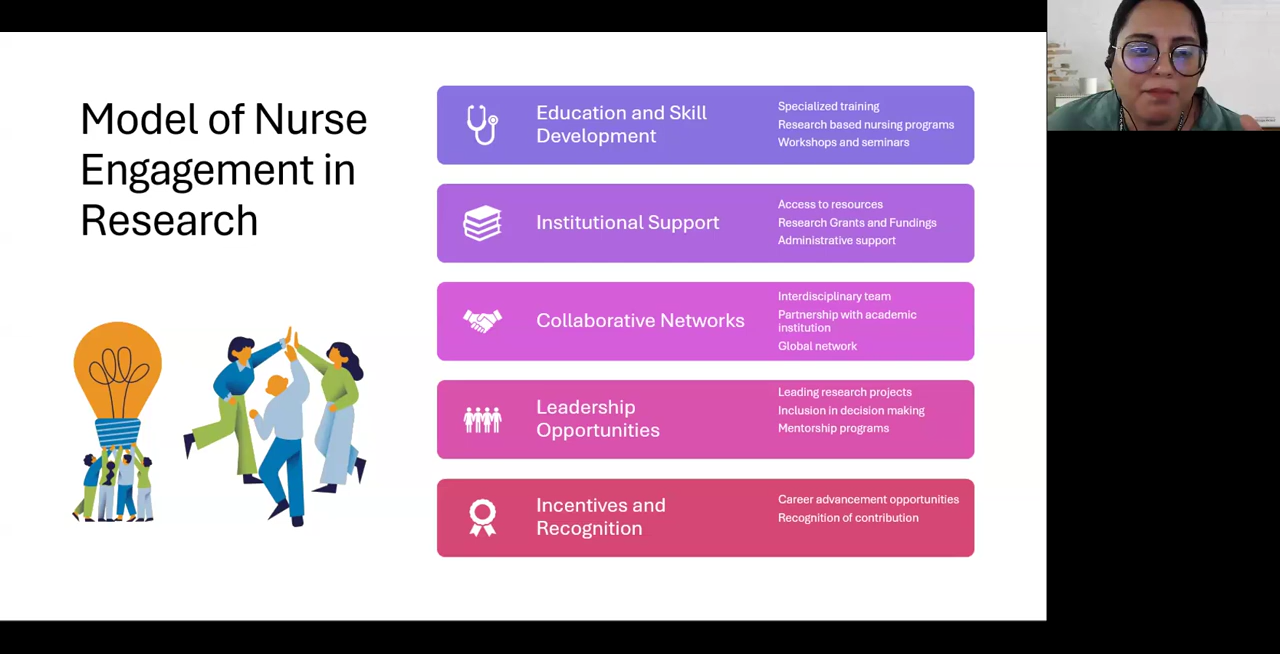 Model of Nurse
Engagement in
Research
Education and Skill
Development
Specialized training
Research based nursing programs
Workshops and seminars
Institutional Support
Access to resources
Research Grants and Fundings
Administrative support
Collaborative Networks
Interdisciplinary team
Partnership with academic
institution
Global network
Leadership
Opportunities
Leading research projects
Inclusion in decision making
Mentorship programs
Incentives and
Recognition
Career advancement opportunities
Recognition of contribution